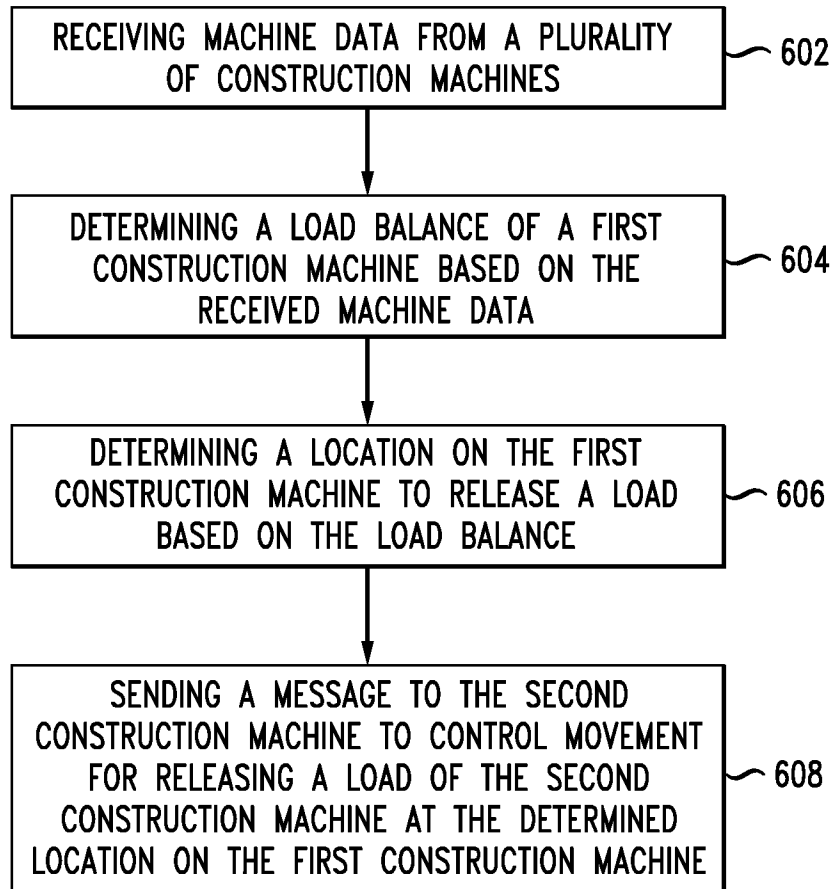 RECEIVING MACHINE DATA FROM A PLURALITY
OF CONSTRUCTION MACHINES
602
DETERMINING A LOAD BALANCE OF A FIRST
CONSTRUCTION MACHINE BASED ON THE
RECEIVED MACHINE DATA
604
DETERMINING A LOCATION ON THE FIRST
CONSTRUCTION MACHINE TO RELEASE A LOAD
BASED ON THE LOAD BALANCE
606
SENDING A MESSAGE TO THE SECOND
CONSTRUCTION MACHINE TO CONTROL MOVEMENT
FOR RELEASING A LOAD OF THE SECOND
CONSTRUCTION MACHINE AT THE DETERMINED
LOCATION ON THE FIRST CONSTRUCTION MACHINE
608